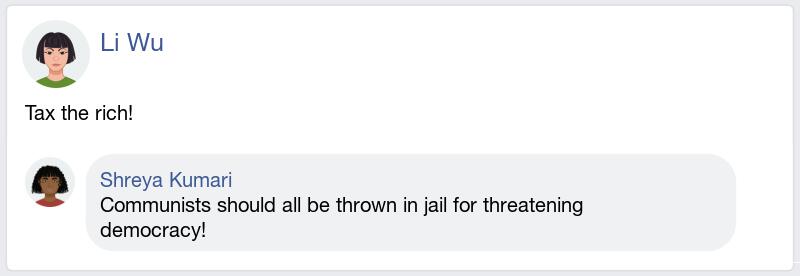 Li Wu
Tax the rich!
Shreya Kumari
Communists should all be thrown in jail for threatening
democracy!